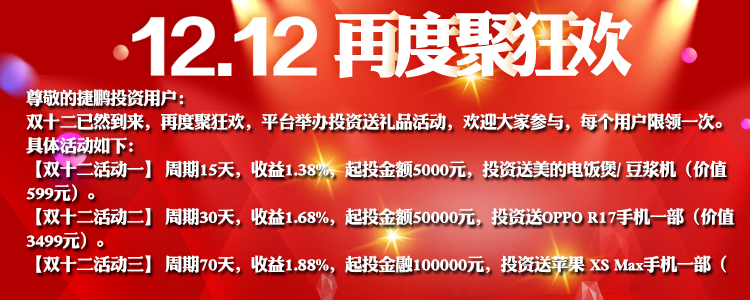 12.12 再度聚狂欢
尊敬的捷鹏投资用户：
双十二已然到来，再度聚狂欢，平台举办投资送礼品活动，欢迎大家参与，每个用户限领一次。
具体活动如下：
【双十二活动一】 周期15天，收益1.38%，起投金额5000元，投资送美的电饭煲/ 豆浆机（价值
599元）。
【双十二活动二】 周期30天，收益1.68%，起投金额50000元，投资送OPPO R17手机一部（价值
3499元）。
【双十二活动三】 周期70天，收益1.88%，起投金融100000元，投资送苹果 XS Max手机一部（